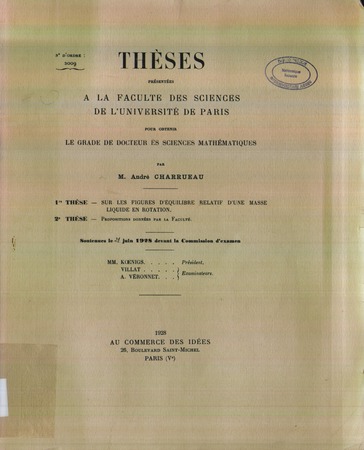 Nº D'ORDRE :
2009
THÈSES
PRÉSENTÉES
A LA FACULTE DES SCIENCES
DE L'UNIVERSITÉ DE PARIS
POUR OBTENIR
LE GRADE DE DOCTEUR ÈS SCIENCES MATHÉMATIQUES
PAR
M. André CHARRUEAU
1re THÈSE — SUR LES FIGURES D'ÉQUILIBRE RELATIF D'UNE MASSE
LIQUIDE EN ROTATION.
2e THÈSE — PROPOSITIONS DONNÉES PAR LA FACULTÉ.
Soutenues le juin 1928 devant la Commission d'examen
MM. KŒNIGS. . . . . Président.
VILLAT . . . . . } Examinateurs.
A. VÉRONNET. . . }
1928
AU COMMERCE DES IDÉES
26, BOULEVARD SAINT-MICHEL
PARIS (Ve)